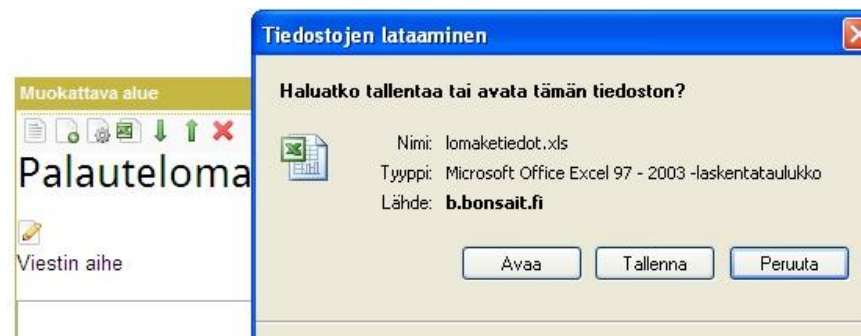 Tiedostojen lataaminen
Muokattava alue
Haluatko tallentaa tai avata tämän tiedoston?
Nimi: lomaketiedot.xls
Tyyppi: Microsoft Office Excel 97 - 2003 -laskentataulukko
Lähde: b.bonsait.fi
Palauteloma
Viestin aihe
Avaa Tallenna Peruuta